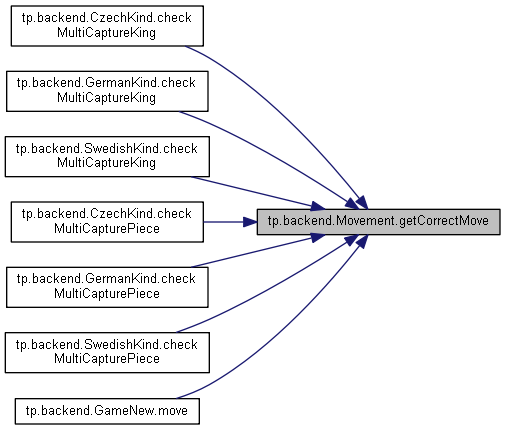 tp.backend.CzechKind.check
MultiCaptureKing
tp.backend.GermanKind.check
MultiCaptureKing
tp.backend.SwedishKind.check
MultiCaptureKing
tp.backend.CzechKind.check
MultiCapturePiece
tp.backend.Movement.getCorrectMove
tp.backend.GermanKind.check
MultiCapturePiece
tp.backend.SwedishKind.check
MultiCapturePiece
tp.backend.GameNew.move